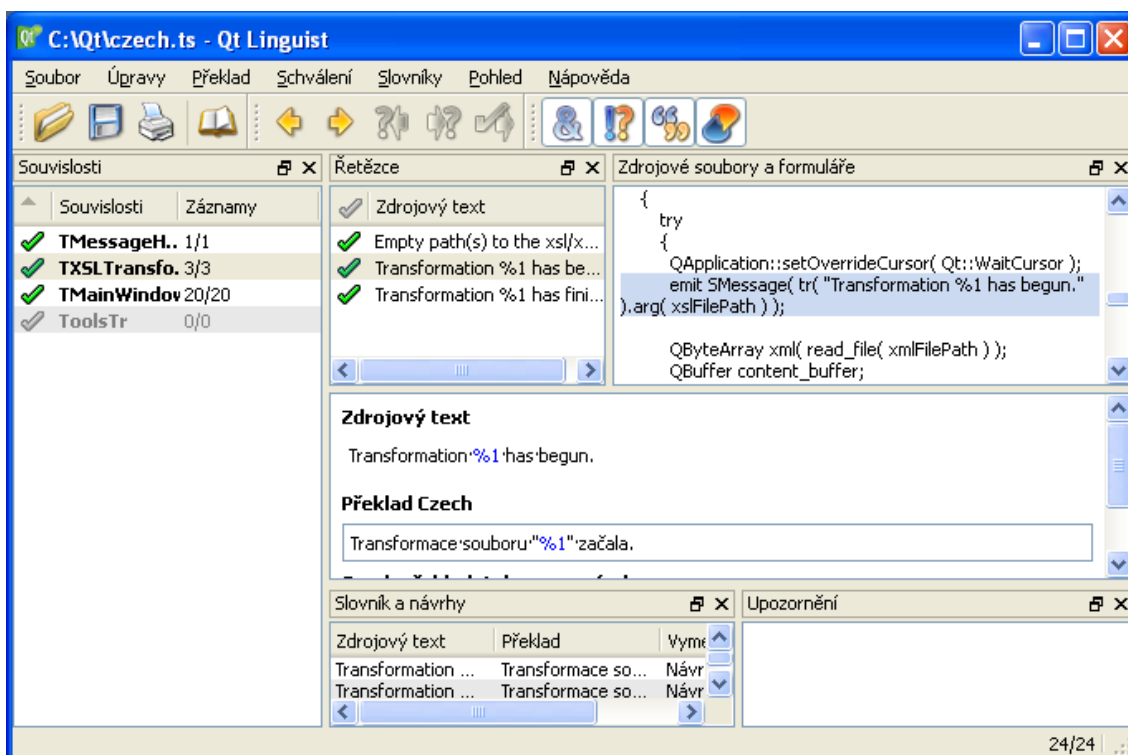 C:\Qt\czech.ts - Qt Linguist
Soubor Úpravy Překlad Schválení Slovníky Pohled Nápověda
Souvislosti
Souvislosti Záznamy
TMessageH.. 1/1
TXSLTransfo. 3/3
TMainWindov 20/20
ToolsTr 0/0
Řetězce
Zdrojový text
Empty path(s) to the xsl/x...
Transformation %1 has be...
Transformation %1 has fini...
Zdrojové soubory a formuláře
{
try
{
QApplication::setOverrideCursor( Qt::WaitCursor );
emit SMessage( tr( "Transformation %1 has begun."
).arg( xslFilePath ) );
QByteArray xml( read_file( xmlFilePath ) );
QBuffer content_buffer;
Zdrojový text
Transformation·%1·has·begun.
Překlad Czech
Transformace·souboru·"%1"·začala.
Slovník a návrhy
Zdrojový text Překlad Vyme
Transformation ... Transformace so... Návr
Transformation ... Transformace so... Návr
Upozornění
24/24